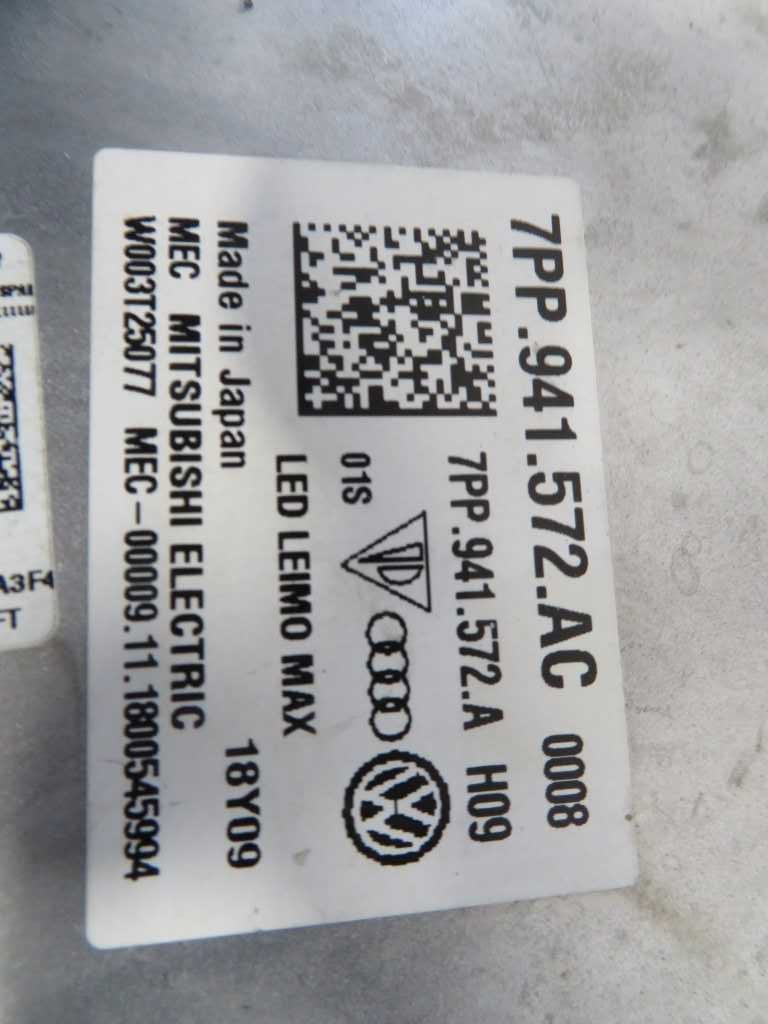 7PP.941.572.AC 0008
7PP.941.572.A H09
01S
LED LEIMO MAX
Made in Japan 18Y09
MEC MITSUBISHI ELECTRIC
W003T25077 MEC-00009.11.1800545994
A3F4
FT